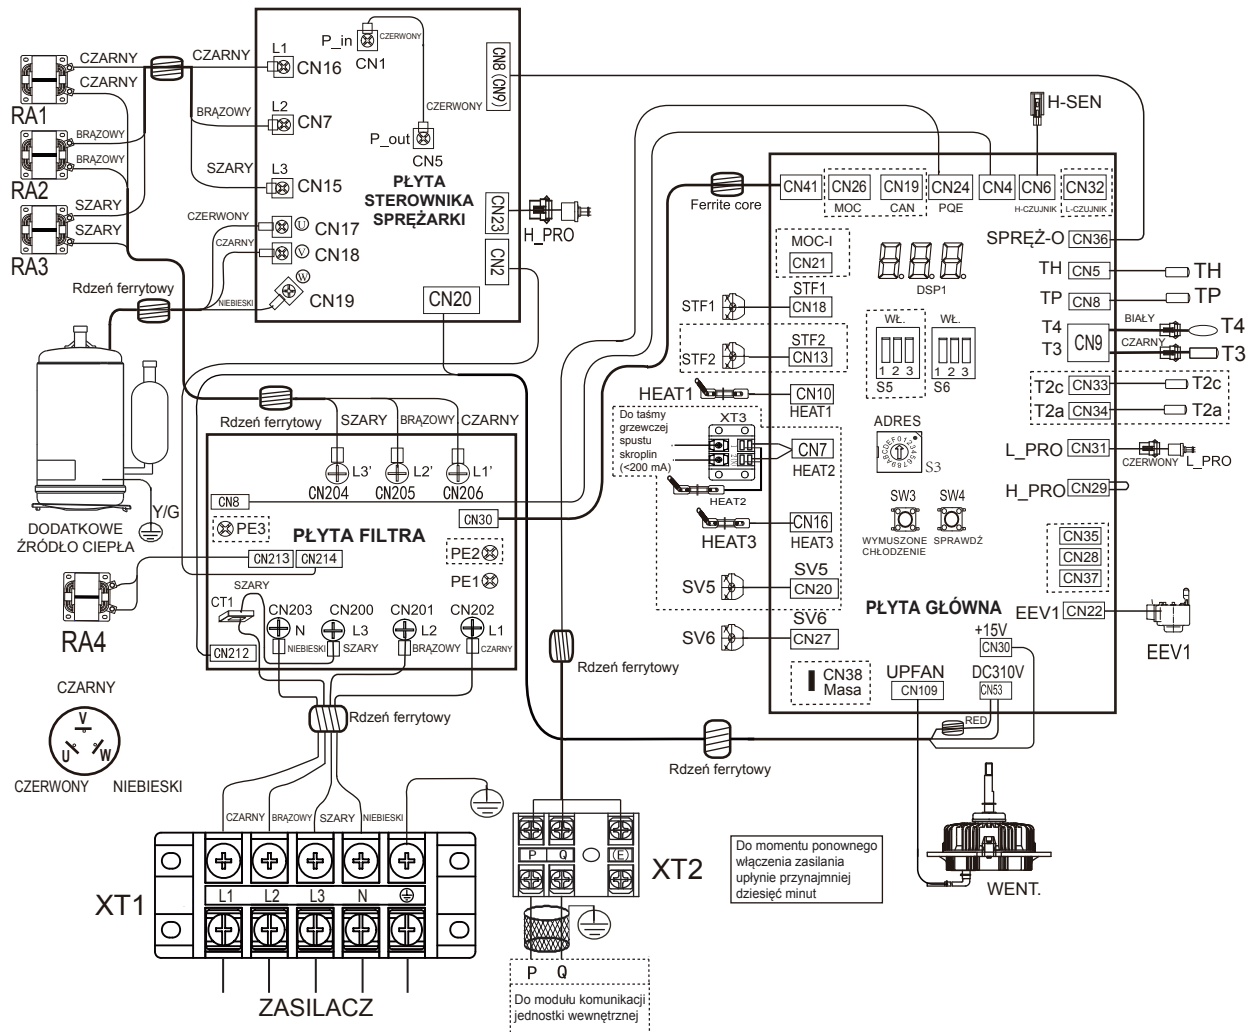 CZARNY
CZARNY
RA1
BRĄZOWY
BRĄZOWY
RA2
SZARY
SZARY
RA3
CZARNY
L1
CN16
P_in
CN1
CZERWONY
CZERWONY
P_out
CN5
CN8 (CN9)
BRĄZOWY
L2
CN7
SZARY
L3
CN15
PŁYTA
STEROWNIKA
SPRĘŻARKI
CZERWONY
U
CN17
CZARNY
V
CN18
NIEBIESKI
W
CN19
CN23
CN2
CN20
H_PRO
Rdzeń ferrytowy
DODATKOWE
ŹRÓDŁO CIEPŁA
Y/G
Rdzeń ferrytowy
SZARY
BRĄZOWY
CZARNY
L3'
L2'
L1'
CN204
CN205
CN206
CN8
CN30
PE3
PŁYTA FILTRA
CN213
CN214
PE2
PE1
SZARY
CT1
CN203
CN200
CN201
CN202
N
L3
L2
L1
NIEBIESKI
SZARY
BRĄZOWY
CZARNY
CN212
RA4
CZARNY
V
U
W
CZERWONY
NIEBIESKI
Rdzeń ferrytowy
CZARNY
BRĄZOWY
SZARY
NIEBIESKI
XT1
L1
L2
L3
N
ZASILACZ
P
Q
(E)
XT2
P
Q
Do modułu komunikacji
jednostki wewnętrznej
Rdzeń ferrytowy
Rdzeń ferrytowy
Do momentu ponownego
włączenia zasilania
upłynie przynajmniej
dziesięć minut
WENT.
Ferrite core
H-SEN
CN41
CN26
CN19
CN24
CN4
CN6
CN32
MOC
CAN
PQE
H-CZUJNIK
L-CZUJNIK
MOC-I
CN21
DSP1
SPRĘŻ-O
CN36
TH
CN5
TH
TP
CN8
TP
STF1
STF1
CN18
STF2
STF2
CN13
WŁ.
1 2 3
S5
WŁ.
1 2 3
S6
T4
T3
CN9
BIAŁY
T4
CZARNY
T3
T2c
CN33
T2c
T2a
CN34
T2a
HEAT1
CN10
HEAT1
Do taśmy
grzewczej
spustu
skroplin
(<200 mA)
XT3
CN7
HEAT2
HEAT2
ADRES
S3
L_PRO
CN31
CZERWONY
L_PRO
H_PRO
CN29
HEAT3
CN16
HEAT3
SW3
SW4
WYMUSZONE
CHŁODZENIE
SPRAWDŹ
CN35
CN28
CN37
SV5
SV5
CN20
SV6
SV6
CN27
PŁYTA GŁÓWNA
EEV1
CN22
EEV1
+15V
CN30
CN38
Masa
UPFAN
CN109
DC310V
CN53
RED